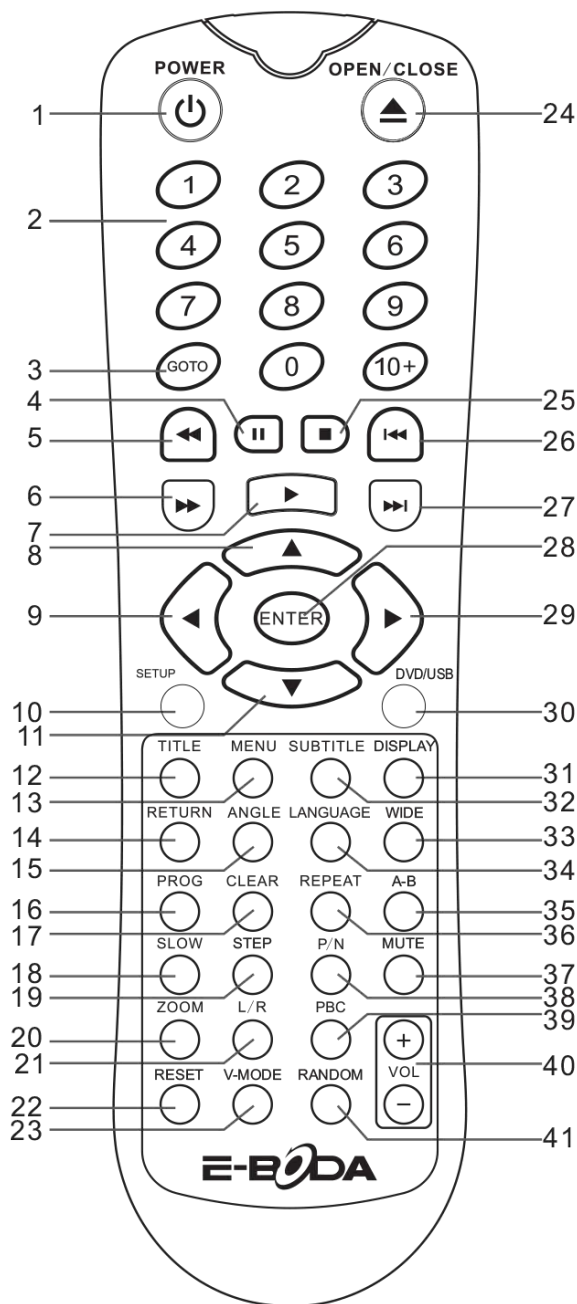 POWER OPEN/CLOSE
1 24
1 2 3
2
4 5 6
7 8 9
3 GOTO 0 10+
4 25
5 26
6 27
7
8 28
9 ENTER 29
SETUP DVD/USB
10 30
11
TITLE MENU SUBTITLE DISPLAY
12 31
13 32
RETURN ANGLE LANGUAGE WIDE
14 33
15 34
PROG CLEAR REPEAT A-B
16 35
17 36
SLOW STEP P/N MUTE
18 37
19 38
ZOOM L/R PBC
39
20 +
21 VOL 40
RESET V-MODE RANDOM
22 −
23 41
E-BODA